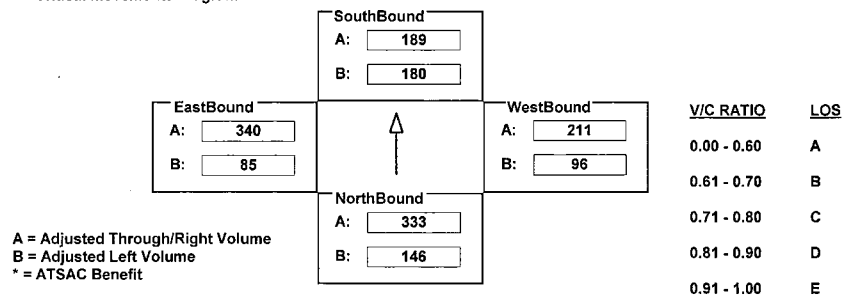 SouthBound
A: 189
B: 180
EastBound
A: 340
B: 85
WestBound
A: 211
B: 96
NorthBound
A: 333
B: 146
A = Adjusted Through/Right Volume
B = Adjusted Left Volume
* = ATSAC Benefit
V/C RATIO LOS
0.00 - 0.60 A
0.61 - 0.70 B
0.71 - 0.80 C
0.81 - 0.90 D
0.91 - 1.00 E